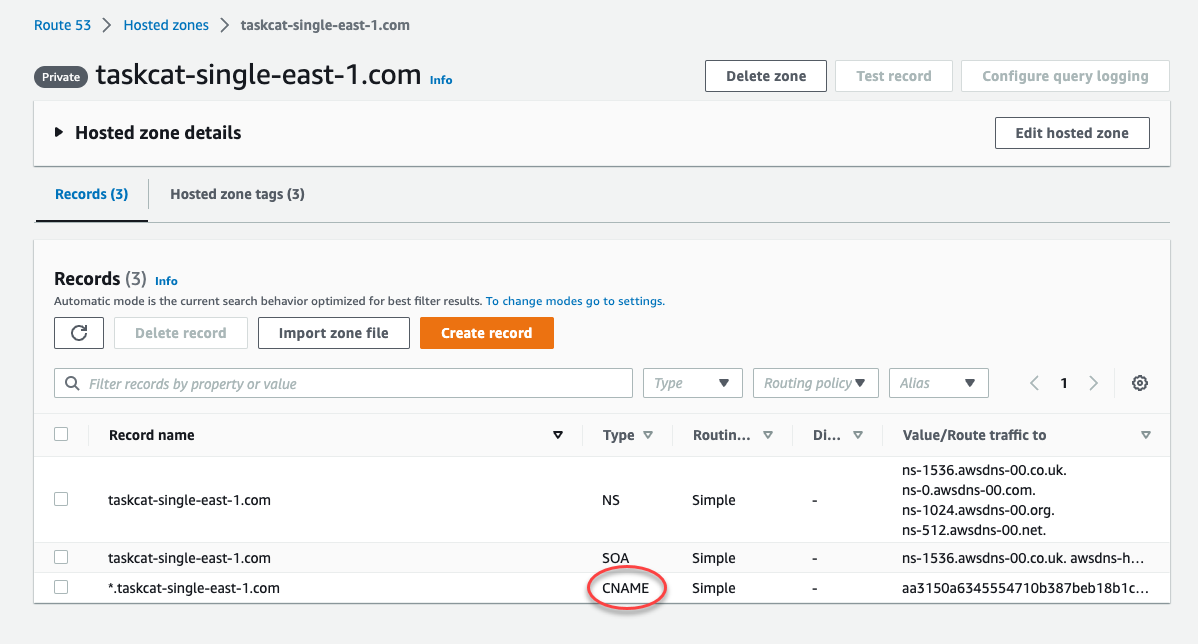 Route 53 > Hosted zones > taskcat-single-east-1.com
Private taskcat-single-east-1.com Info
Delete zone Test record Configure query logging
Hosted zone details Edit hosted zone
Records (3) Hosted zone tags (3)
Records (3) Info
Automatic mode is the current search behavior optimized for best filter results. To change modes go to settings.
Delete record Import zone file Create record
Filter records by property or value Type Routing policy Alias 1
Record name Type Routin... Di... Value/Route traffic to
ns-1536.awsdns-00.co.uk.
ns-0.awsdns-00.com.
taskcat-single-east-1.com NS Simple -
ns-1024.awsdns-00.org.
ns-512.awsdns-00.net.
taskcat-single-east-1.com SOA Simple - ns-1536.awsdns-00.co.uk. awsdns-h...
*.taskcat-single-east-1.com CNAME Simple - aa3150a6345554710b387beb18b1c...